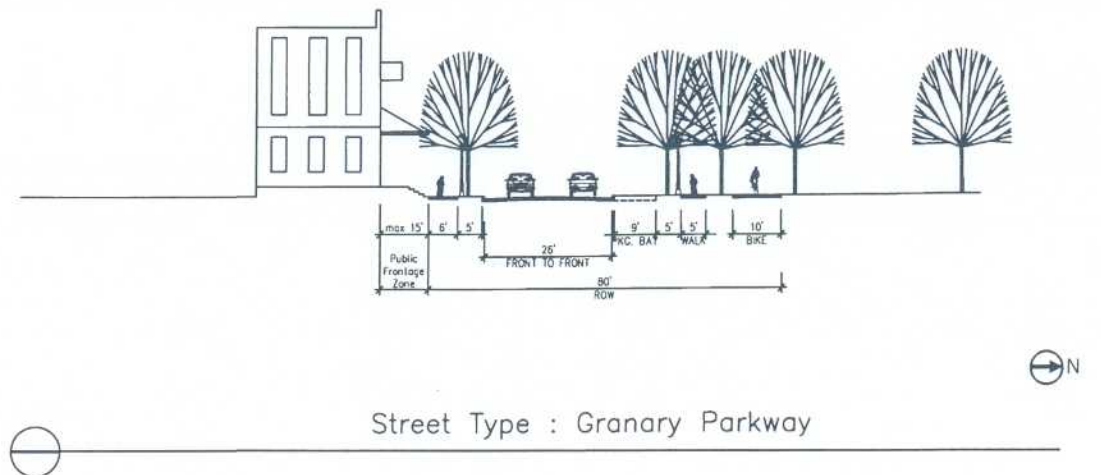 max 15' 6' 5' 9' 5' 5' 10'
KG. BAY WALK BIKE
26'
FRONT TO FRONT
Public
Frontage
Zone
80'
ROW
N
Street Type : Granary Parkway